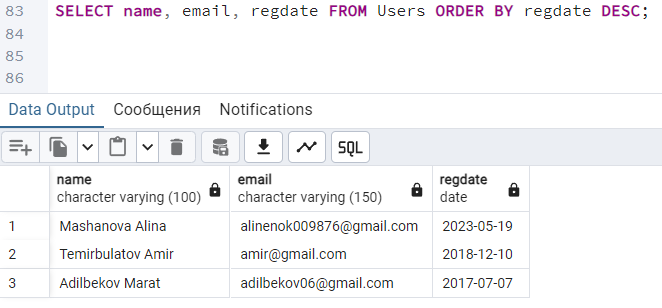 83 SELECT name, email, regdate FROM Users ORDER BY regdate DESC;
84
85
86
Data Output Сообщения Notifications
SQL
name email regdate
character varying (100) character varying (150) date
1 Mashanova Alina alinenok009876@gmail.com 2023-05-19
2 Temirbulatov Amir amir@gmail.com 2018-12-10
3 Adilbekov Marat adilbekov06@gmail.com 2017-07-07